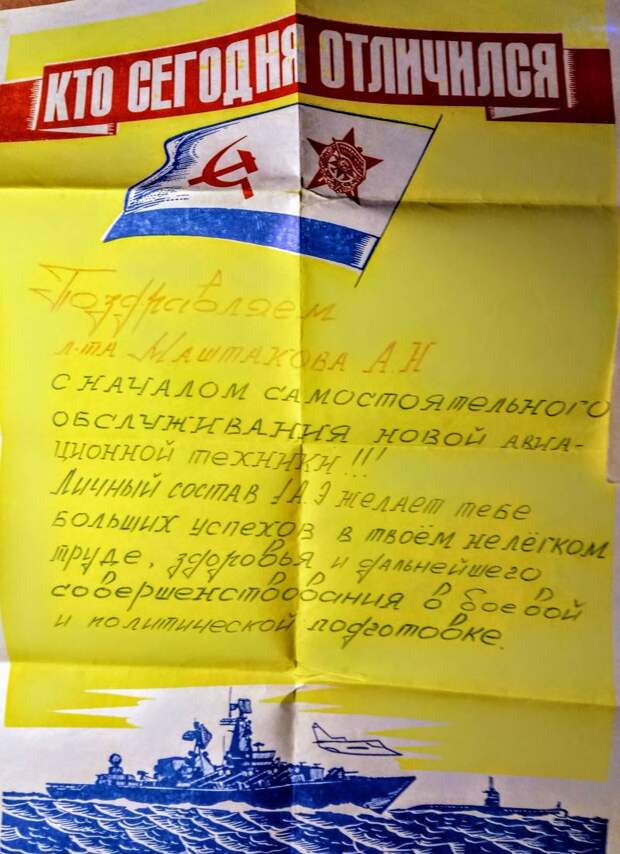 КТО СЕГОДНЯ ОТЛИЧИЛСЯ
Поздравляем
л-та Маштакова А.Н
С НАЧАЛОМ САМОСТОЯТЕЛЬНОГО
ОБСЛУЖИВАНИЯ НОВОЙ АВИА-
ЦИОННОЙ ТЕХНИКИ!!!
Личный состав 1А.Э желает тебе
больших успехов в твоём нелёгком
труде, здоровья и дальнейшего
совершенствования в боевой
и политической подготовке.